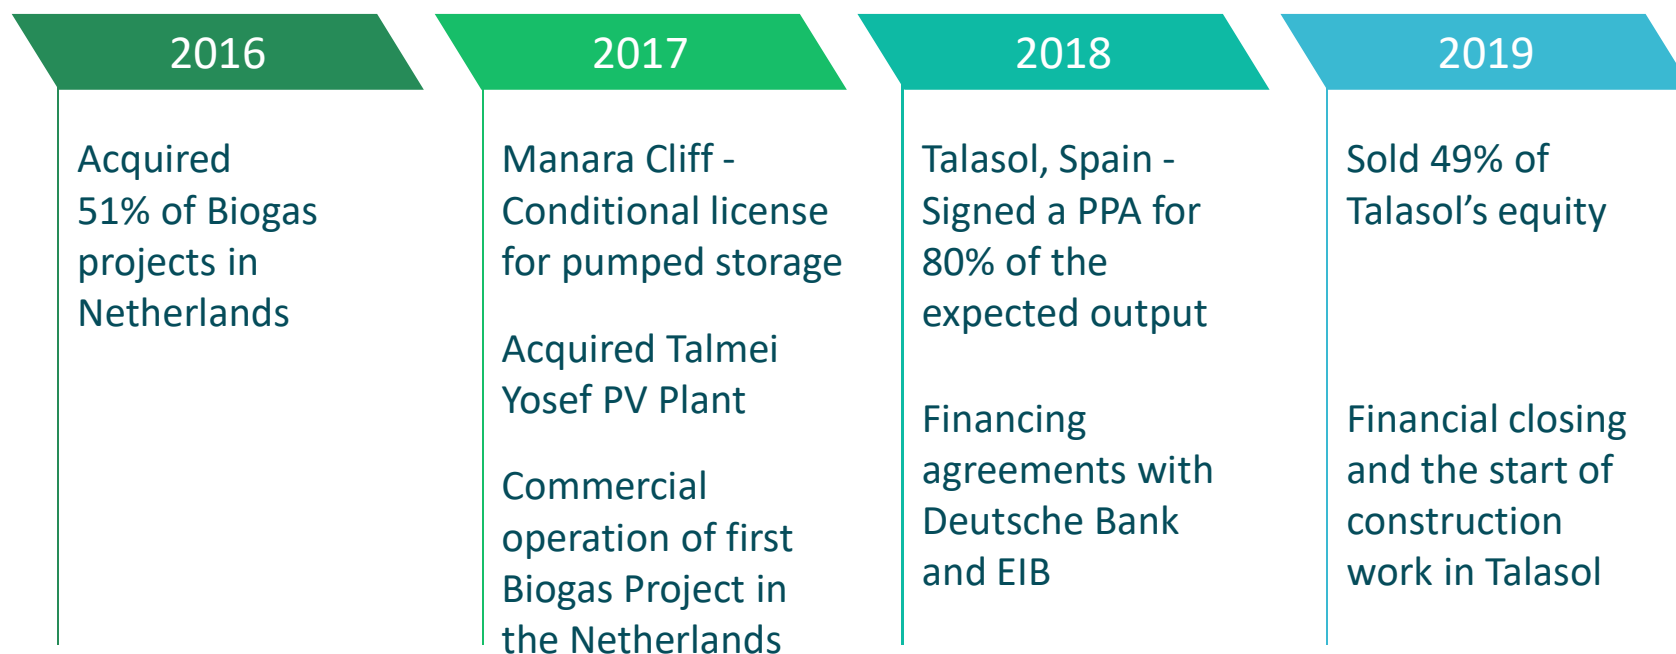 2016
Acquired
51% of Biogas
projects in
Netherlands
2017
Manara Cliff -
Conditional license
for pumped storage
Acquired Talmei
Yosef PV Plant
Commercial
operation of first
Biogas Project in
the Netherlands
2018
Talasol, Spain -
Signed a PPA for
80% of the
expected output
Financing
agreements with
Deutsche Bank
and EIB
2019
Sold 49% of
Talasol’s equity
Financial closing
and the start of
construction
work in Talasol